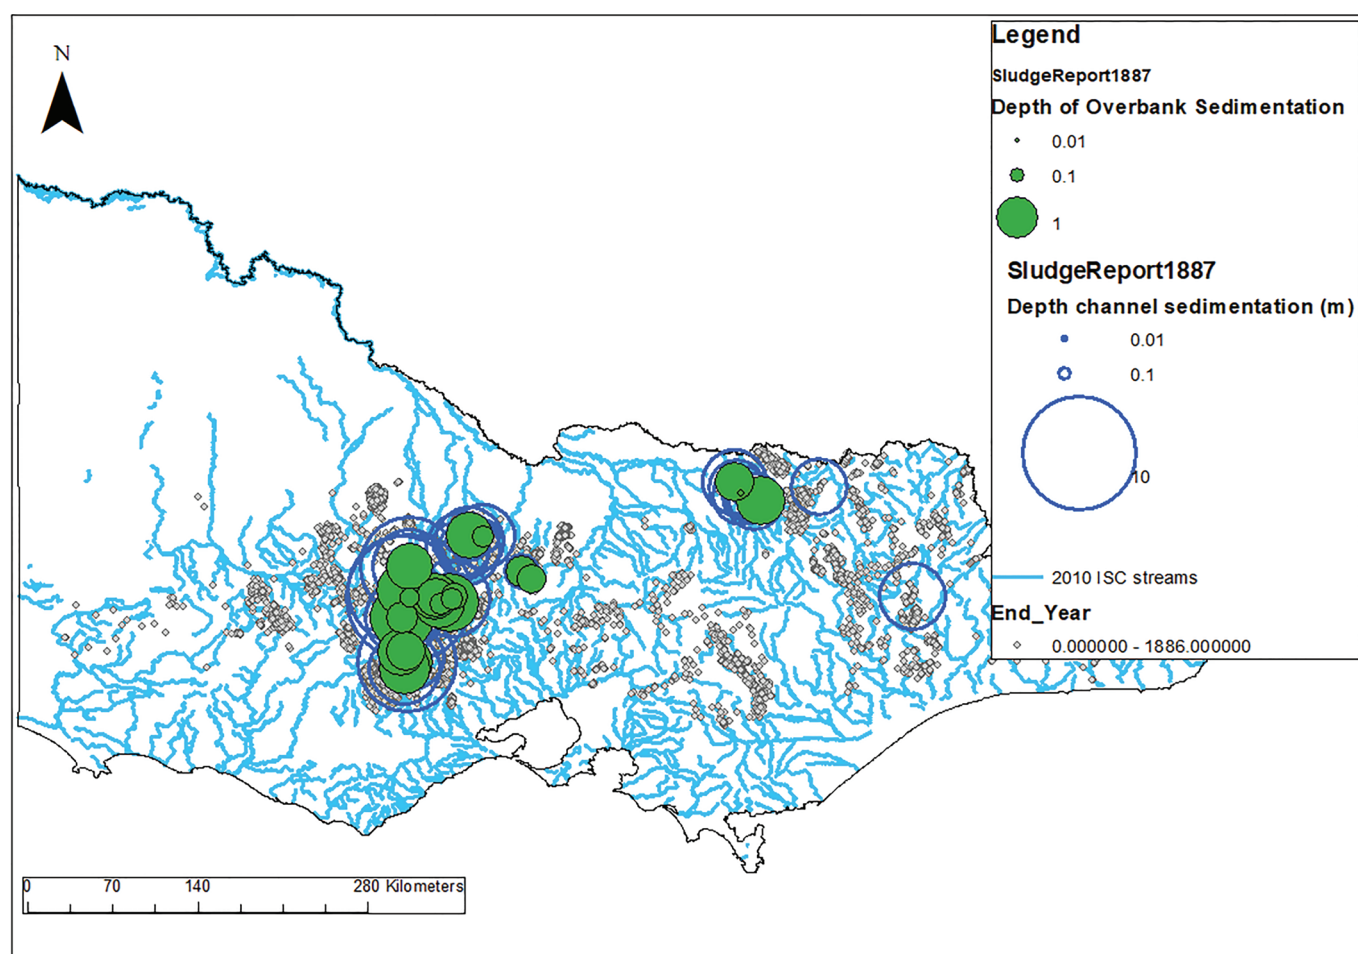 N
Legend
SludgeReport1887
Depth of Overbank Sedimentation
0.01
0.1
1
SludgeReport1887
Depth channel sedimentation (m)
0.01
0.1
10
2010 ISC streams
End_Year
0.000000 - 1886.000000
0 70 140 280 Kilometers